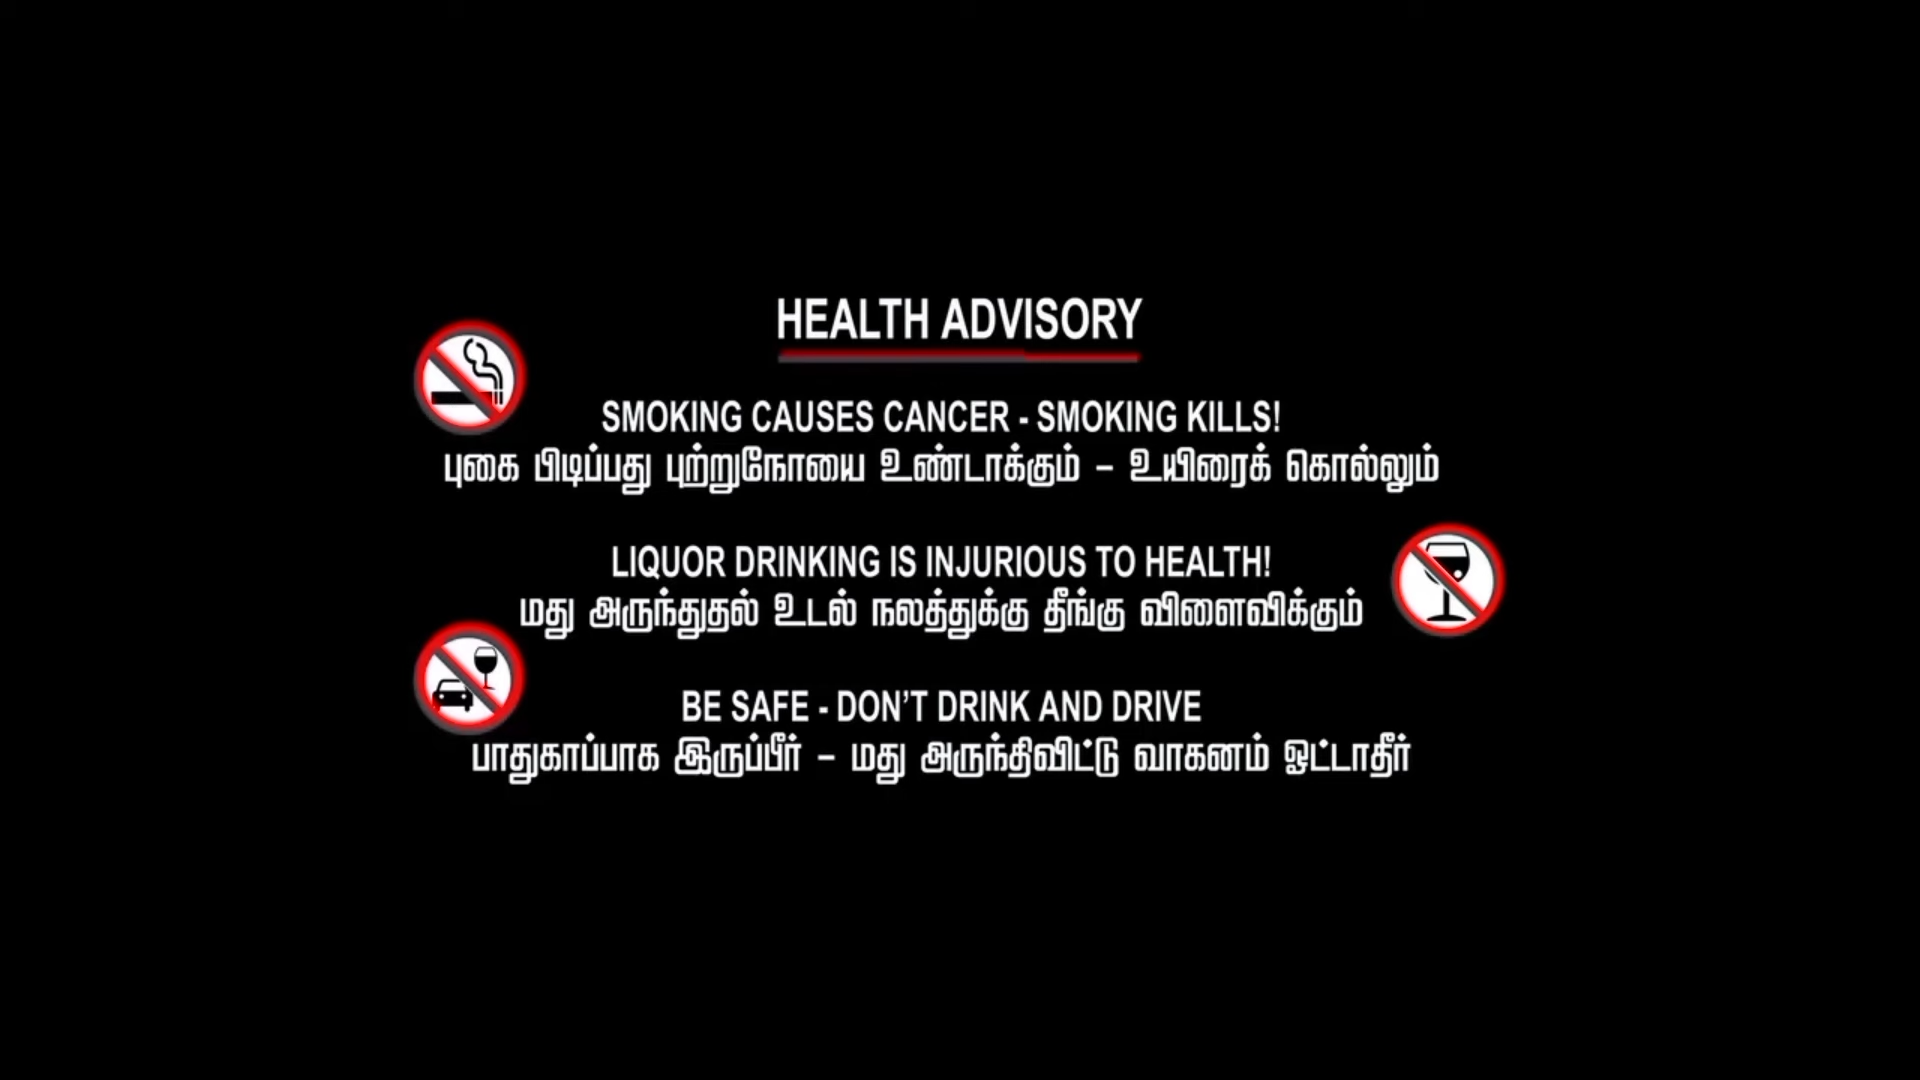 HEALTH ADVISORY
SMOKING CAUSES CANCER - SMOKING KILLS!
புகை பிடிப்பது புற்றுநோயை உண்டாக்கும் – உயிரைக் கொல்லும்
LIQUOR DRINKING IS INJURIOUS TO HEALTH!
மது அருந்துதல் உடல் நலத்துக்கு தீங்கு விளைவிக்கும்
BE SAFE - DON’T DRINK AND DRIVE
பாதுகாப்பாக இருப்பீர் – மது அருந்திவிட்டு வாகனம் ஓட்டாதீர்